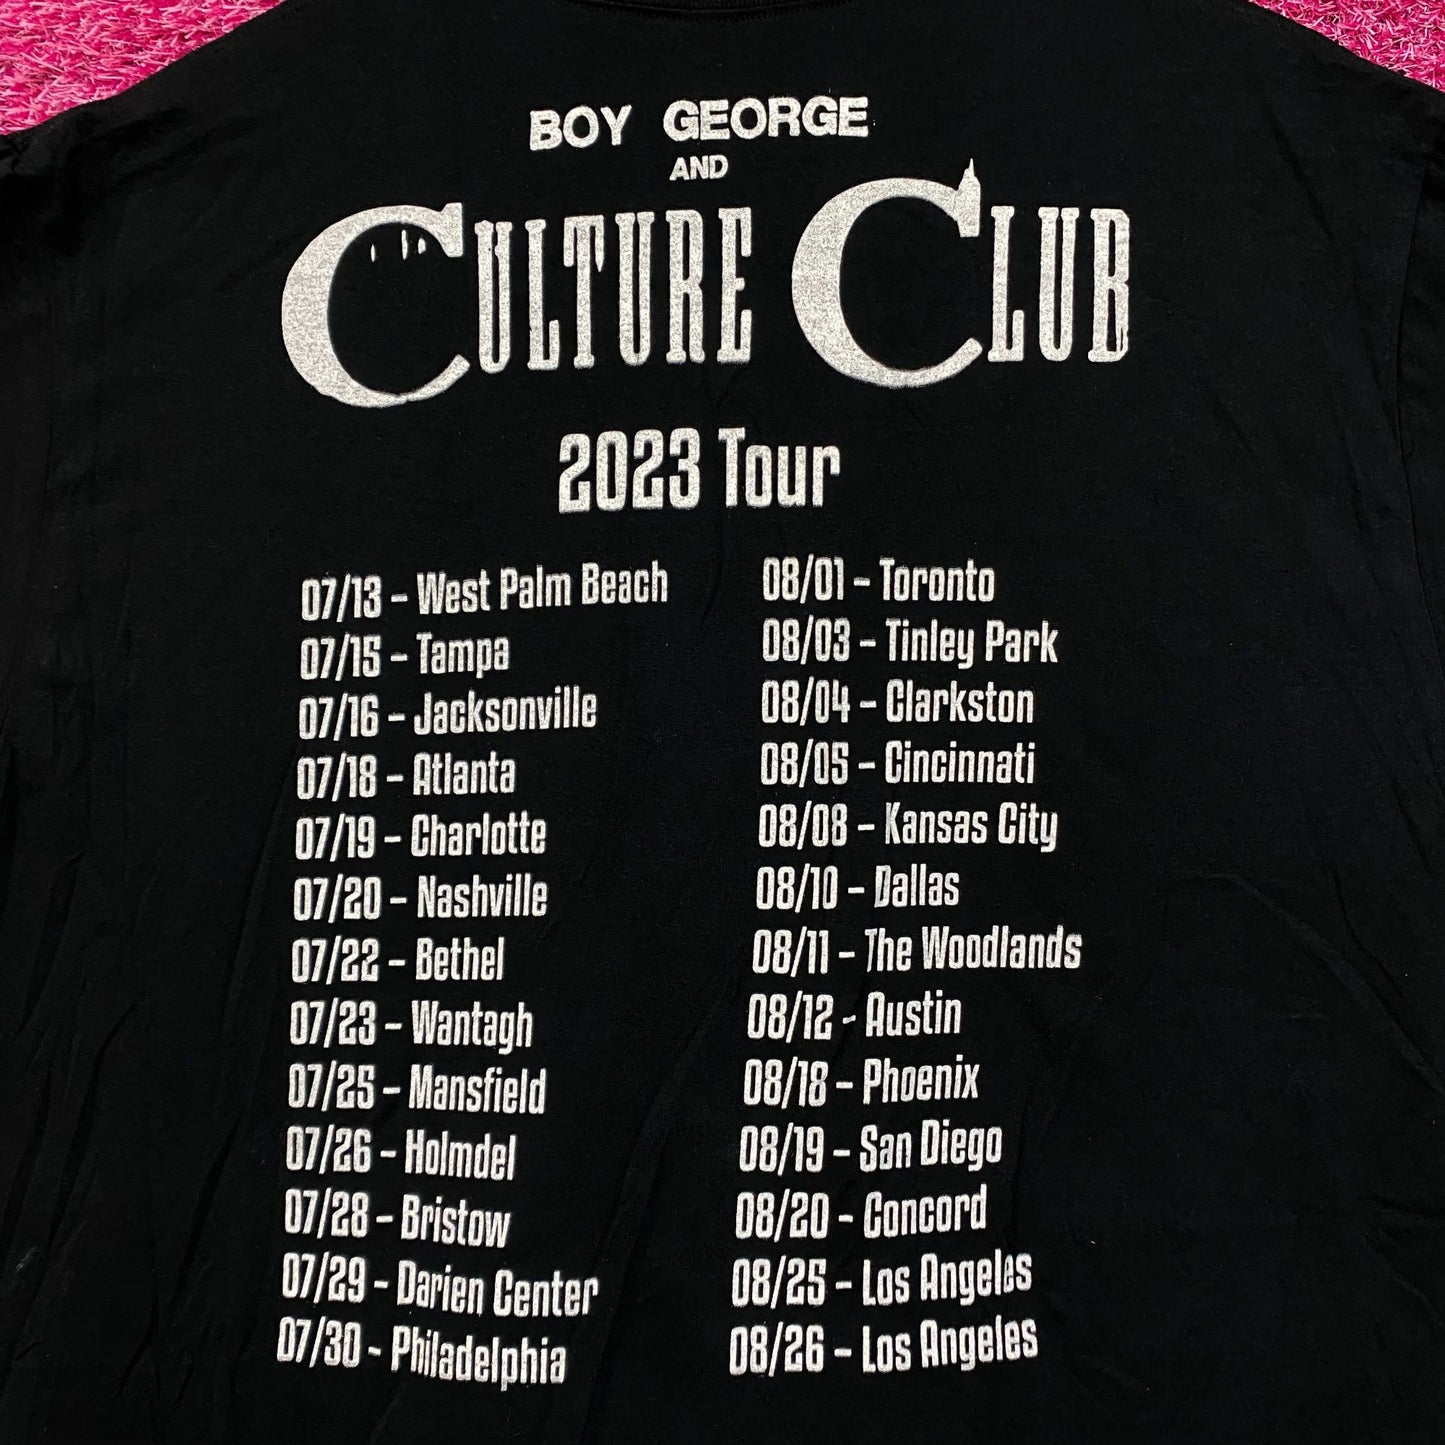 BOY GEORGE
AND
CULTURE CLUB
2023 Tour
07/13 - West Palm Beach
07/15 - Tampa
07/16 - Jacksonville
07/18 - Atlanta
07/19 - Charlotte
07/20 - Nashville
07/22 - Bethel
07/23 - Wantagh
07/25 - Mansfield
07/26 - Holmdel
07/28 - Bristow
07/29 - Darien Center
07/30 - Philadelphia
08/01 - Toronto
08/03 - Tinley Park
08/04 - Clarkston
08/05 - Cincinnati
08/08 - Kansas City
08/10 - Dallas
08/11 - The Woodlands
08/12 - Austin
08/18 - Phoenix
08/19 - San Diego
08/20 - Concord
08/25 - Los Angeles
08/26 - Los Angeles